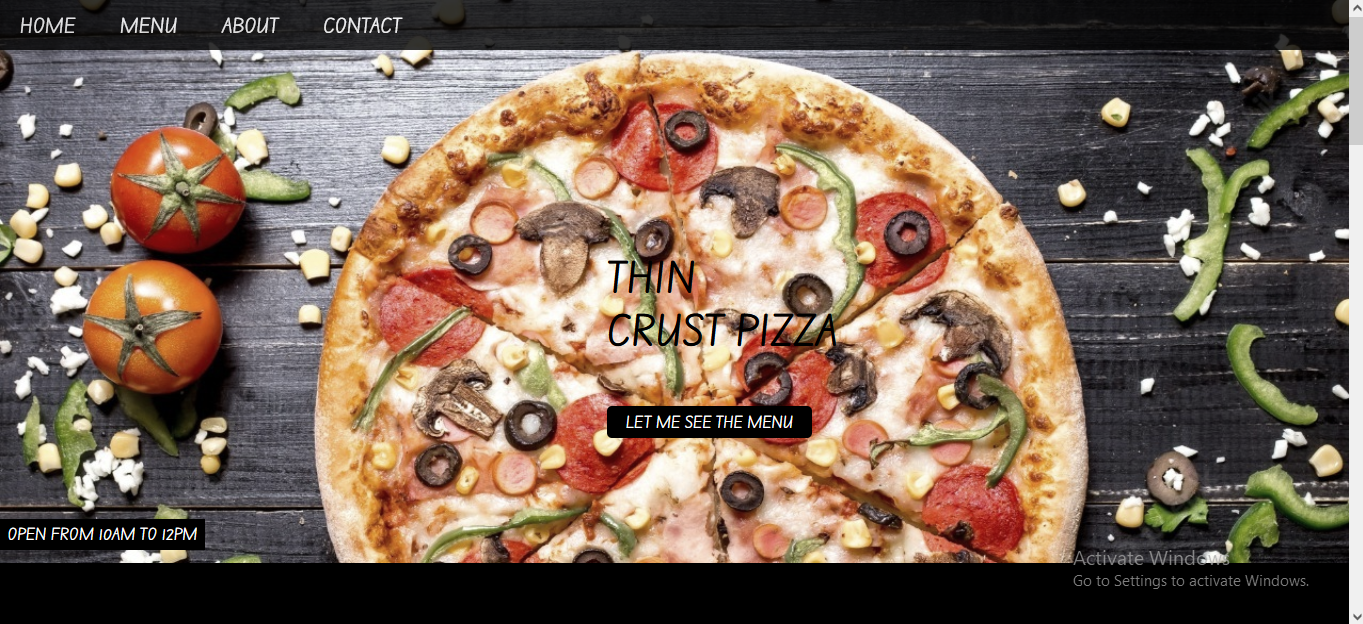 HOME MENU ABOUT CONTACT
THIN
CRUST PIZZA
LET ME SEE THE MENU
OPEN FROM 10AM TO 12PM
Activate Windows
Go to Settings to activate Windows.